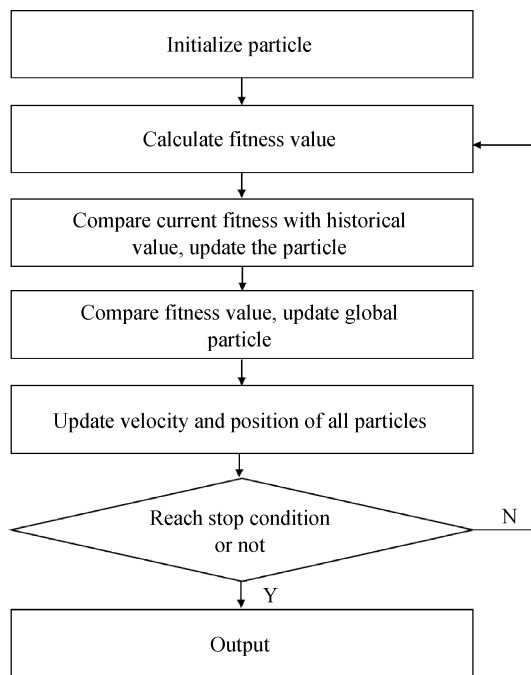 Initialize particle
Calculate fitness value
Compare current fitness with historical
value, update the particle
Compare fitness value, update global
particle
Update velocity and position of all particles
Reach stop condition
or not
N
Y
Output